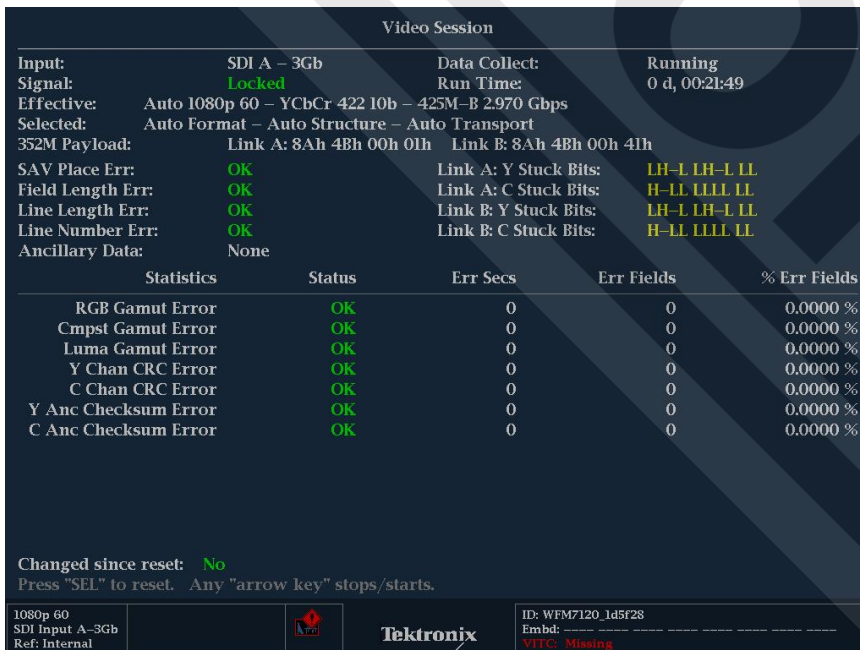 Video Session
Input: SDI A – 3Gb Data Collect: Running
Signal: Locked Run Time: 0 d, 00:21:49
Effective: Auto 1080p 60 – YCbCr 422 10b – 425M–B 2.970 Gbps
Selected: Auto Format – Auto Structure – Auto Transport
352M Payload: Link A: 8Ah 4Bh 00h 01h Link B: 8Ah 4Bh 00h 41h
SAV Place Err: OK Link A: Y Stuck Bits: LH–L LH–L LL
Field Length Err: OK Link A: C Stuck Bits: H–LL LLLL LL
Line Length Err: OK Link B: Y Stuck Bits: LH–L LH–L LL
Line Number Err: OK Link B: C Stuck Bits: H–LL LLLL LL
Ancillary Data: None
Statistics Status Err Secs Err Fields % Err Fields
RGB Gamut Error OK 0 0 0.0000 %
Cmpst Gamut Error OK 0 0 0.0000 %
Luma Gamut Error OK 0 0 0.0000 %
Y Chan CRC Error OK 0 0 0.0000 %
C Chan CRC Error OK 0 0 0.0000 %
Y Anc Checksum Error OK 0 0 0.0000 %
C Anc Checksum Error OK 0 0 0.0000 %
Changed since reset: No
Press "SEL" to reset. Any "arrow key" stops/starts.
1080p 60
SDI Input A–3Gb
Ref: Internal
Tektronix
ID: WFM7120_1d5f28
Embd: –––– –––– –––– –––– –––– –––– –––– ––––
VITC: Missing